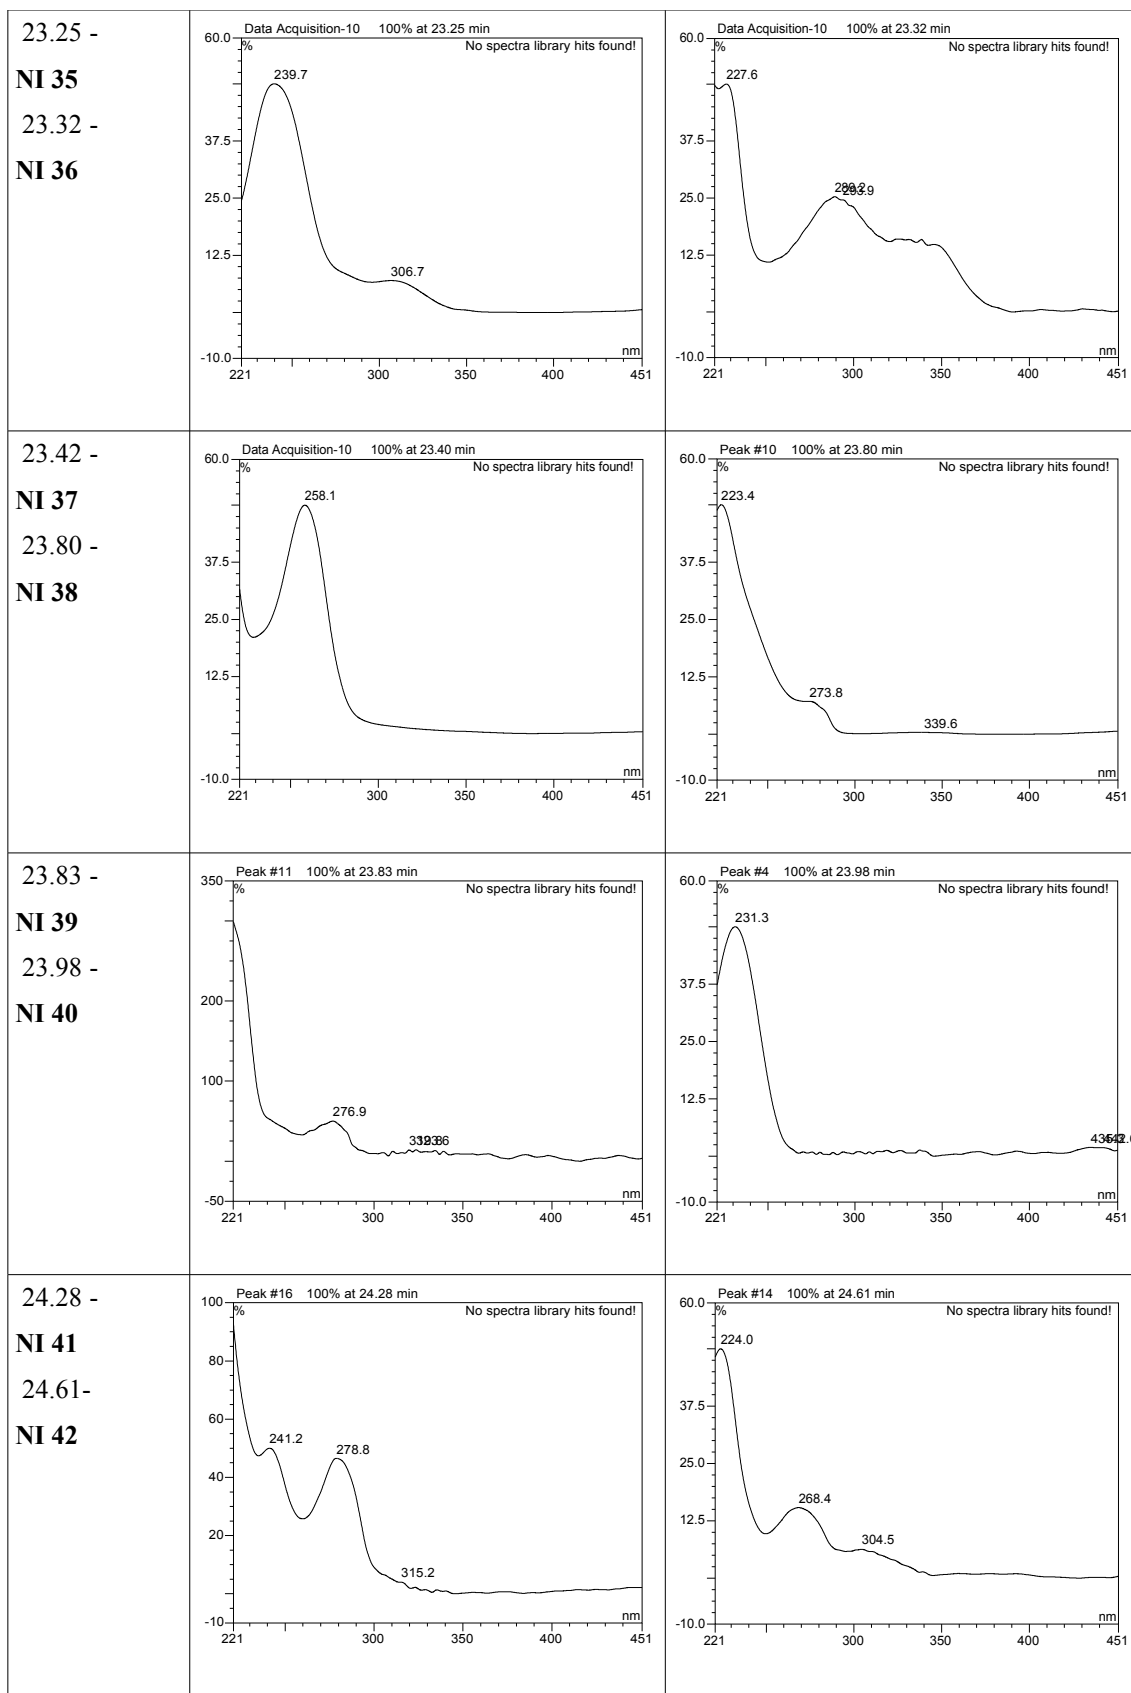 23.25 -
NI 35
23.32 -
NI 36
Data Acquisition-10 100% at 23.25 min
60.0
%
No spectra library hits found!
239.7
37.5
25.0
12.5
306.7
-10.0
nm
221 300 350 400 451
Data Acquisition-10 100% at 23.32 min
60.0
%
No spectra library hits found!
227.6
37.5
25.0
289.2
293.9
12.5
-10.0
nm
221 300 350 400 451
23.42 -
NI 37
23.80 -
NI 38
Data Acquisition-10 100% at 23.40 min
60.0
%
No spectra library hits found!
258.1
37.5
25.0
12.5
-10.0
nm
221 300 350 400 451
Peak #10 100% at 23.80 min
60.0
%
No spectra library hits found!
223.4
37.5
25.0
12.5
273.8
339.6
-10.0
nm
221 300 350 400 451
23.83 -
NI 39
23.98 -
NI 40
Peak #11 100% at 23.83 min
350
%
No spectra library hits found!
200
100
276.9
-50
nm
221 300 350 400 451
Peak #4 100% at 23.98 min
60.0
%
No spectra library hits found!
231.3
37.5
25.0
12.5
-10.0
nm
221 300 350 400 451
24.28 -
NI 41
24.61-
NI 42
Peak #16 100% at 24.28 min
100
%
No spectra library hits found!
80
60
241.2
278.8
40
20
315.2
-10
nm
221 300 350 400 451
Peak #14 100% at 24.61 min
60.0
%
No spectra library hits found!
224.0
37.5
25.0
268.4
12.5
304.5
-10.0
nm
221 300 350 400 451